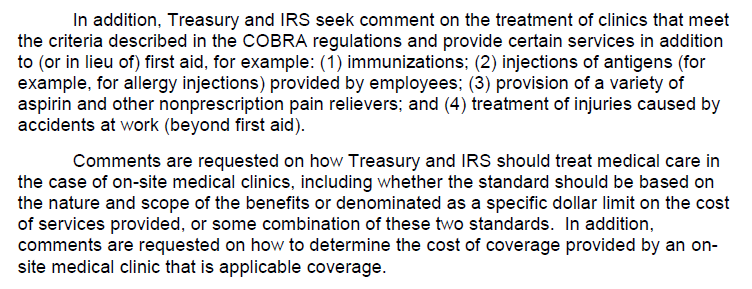 In addition, Treasury and IRS seek comment on the treatment of clinics that meet
the criteria described in the COBRA regulations and provide certain services in addition
to (or in lieu of) first aid, for example: (1) immunizations; (2) injections of antigens (for
example, for allergy injections) provided by employees; (3) provision of a variety of
aspirin and other nonprescription pain relievers; and (4) treatment of injuries caused by
accidents at work (beyond first aid).
Comments are requested on how Treasury and IRS should treat medical care in
the case of on-site medical clinics, including whether the standard should be based on
the nature and scope of the benefits or denominated as a specific dollar limit on the cost
of services provided, or some combination of these two standards. In addition,
comments are requested on how to determine the cost of coverage provided by an on-
site medical clinic that is applicable coverage.